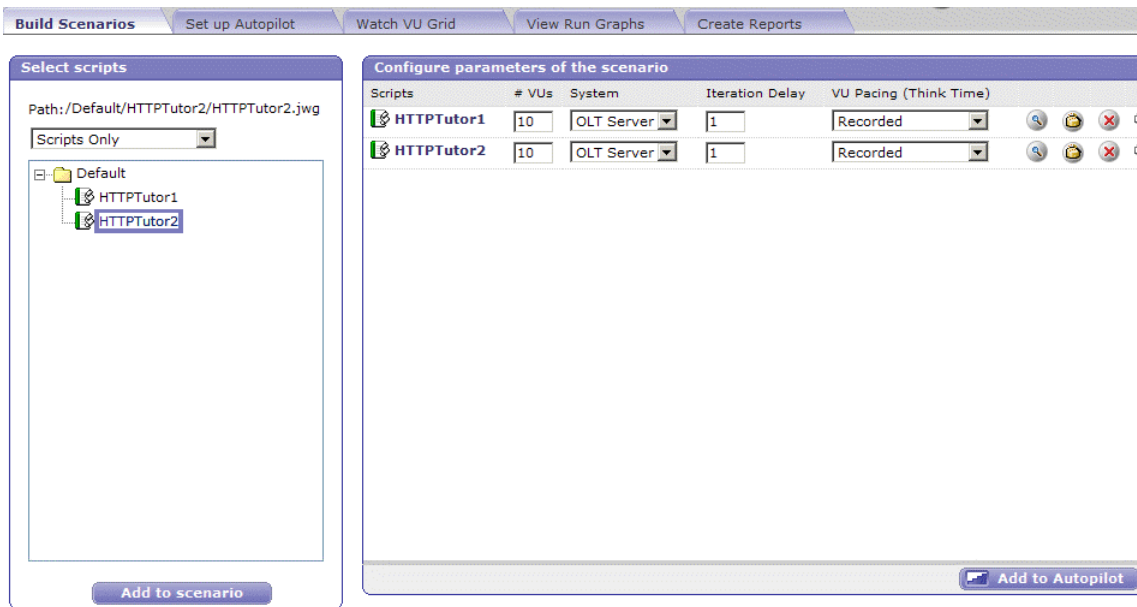 Build Scenarios Set up Autopilot Watch VU Grid View Run Graphs Create Reports
Select scripts
Path:/Default/HTTPTutor2/HTTPTutor2.jwg
Scripts Only
Default
HTTPTutor1
HTTPTutor2
Add to scenario
Configure parameters of the scenario
Scripts # VUs System Iteration Delay VU Pacing (Think Time)
HTTPTutor1 10 OLT Server 1 Recorded
HTTPTutor2 10 OLT Server 1 Recorded
Add to Autopilot